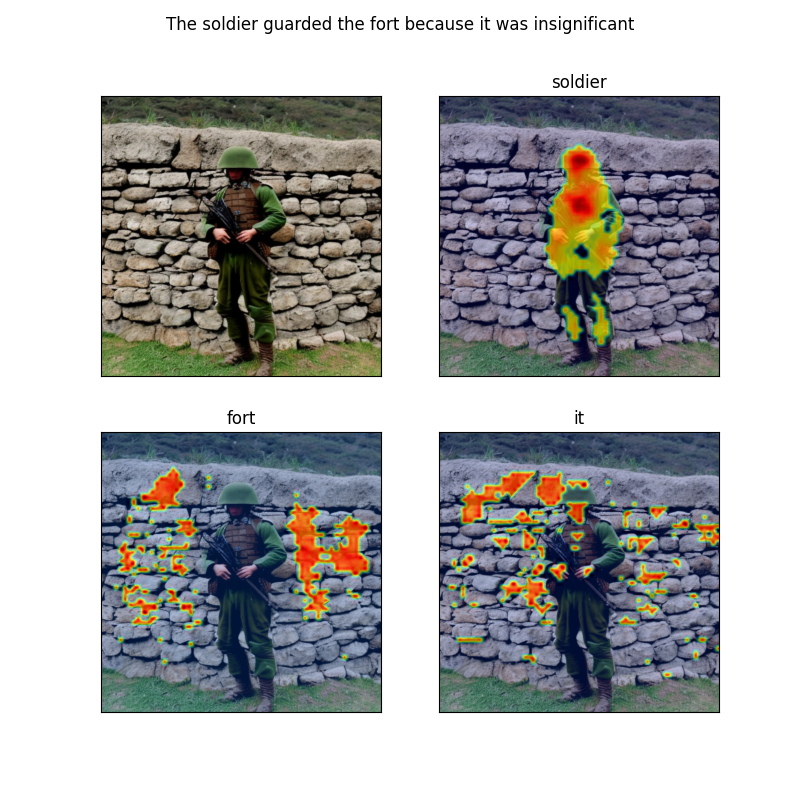 The soldier guarded the fort because it was insignificant
soldier
fort
it